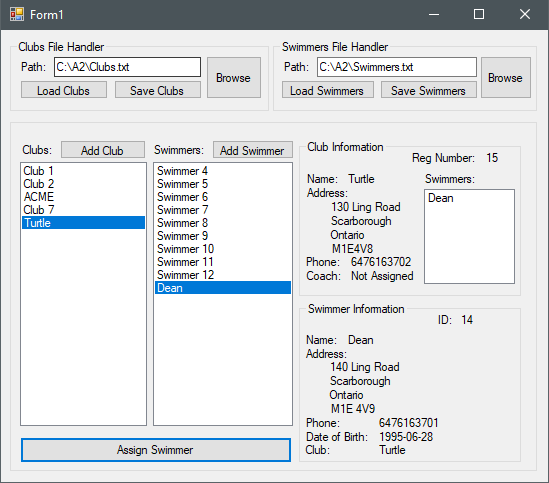 Form1
Clubs File Handler
Path: C:\A2\Clubs.txt
Browse
Load Clubs Save Clubs
Swimmers File Handler
Path: C:\A2\Swimmers.txt
Browse
Load Swimmers Save Swimmers
Clubs: Add Club
Club 1
Club 2
ACME
Club 7
Turtle
Swimmers: Add Swimmer
Swimmer 4
Swimmer 5
Swimmer 6
Swimmer 7
Swimmer 8
Swimmer 9
Swimmer 10
Swimmer 11
Swimmer 12
Dean
Assign Swimmer
Club Information
Reg Number: 15
Name: Turtle
Address:
130 Ling Road
Scarborough
Ontario
M1E4V8
Phone: 6476163702
Coach: Not Assigned
Swimmers:
Dean
Swimmer Information
ID: 14
Name: Dean
Address:
140 Ling Road
Scarborough
Ontario
M1E 4V9
Phone: 6476163701
Date of Birth: 1995-06-28
Club: Turtle